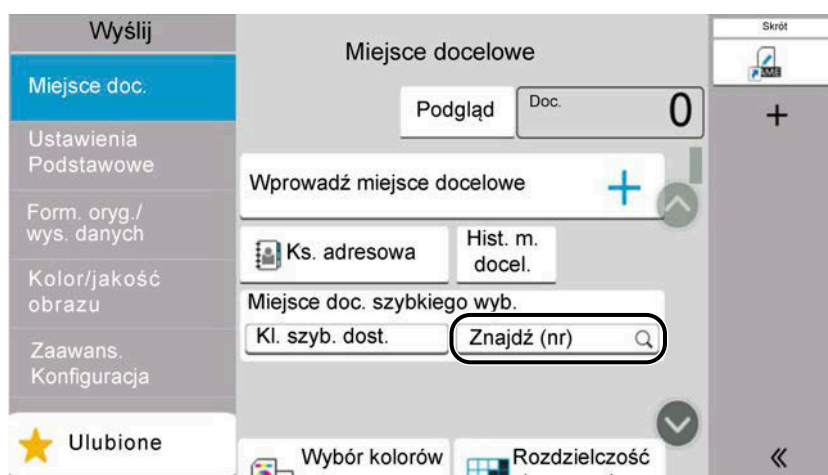 Wyślij
Miejsce doc.
Ustawienia
Podstawowe
Form. oryg./
wys. danych
Kolor/jakość
obrazu
Zaawans.
Konfiguracja
Ulubione
Miejsce docelowe
Podgląd
Doc.
0
Wprowadź miejsce docelowe
Ks. adresowa
Hist. m.
docel.
Miejsce doc. szybkiego wyb.
Kl. szyb. dost.
Znajdź (nr)
Wybór kolorów
Rozdzielczość
Skrót